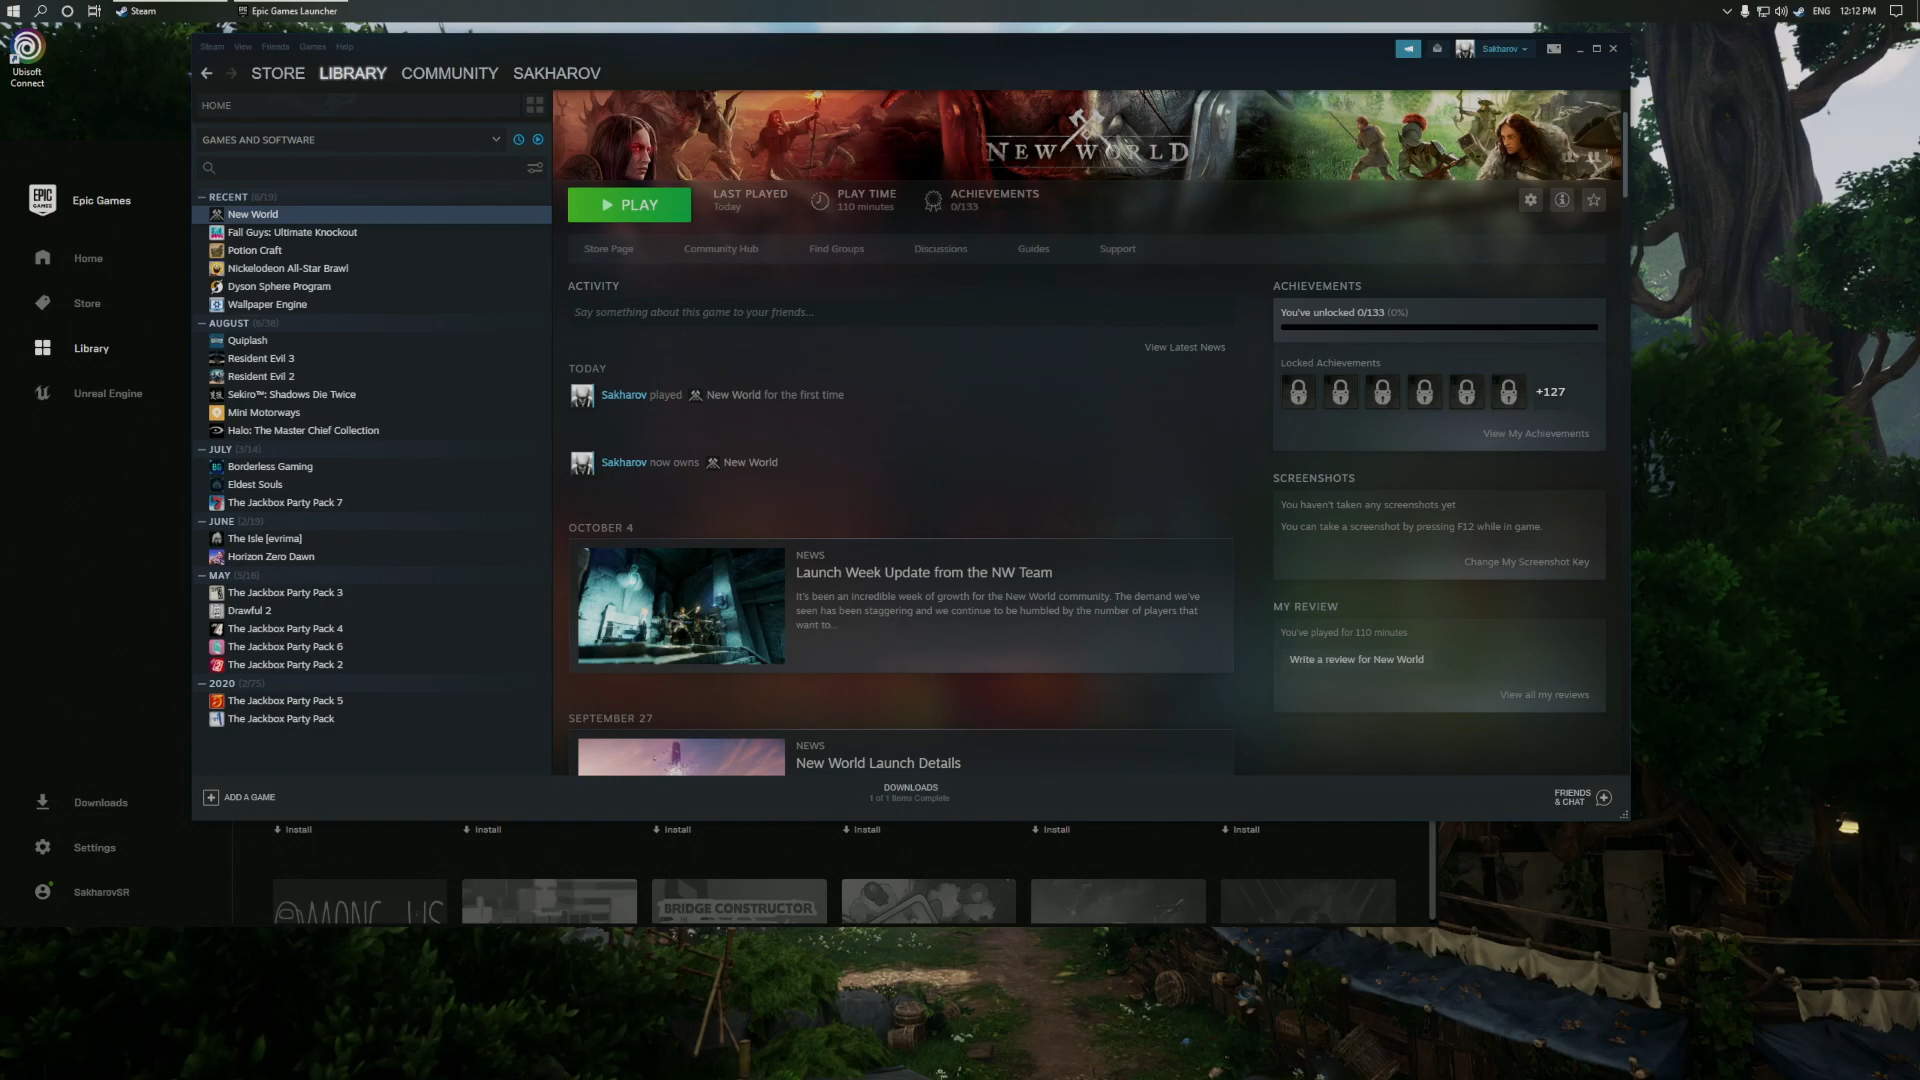 Steam
Epic Games Launcher
ENG
12:12 PM
Ubisoft
Connect
Steam View Friends Games Help
Sakharov
STORE LIBRARY COMMUNITY SAKHAROV
HOME
GAMES AND SOFTWARE
RECENT (6/19)
New World
Fall Guys: Ultimate Knockout
Potion Craft
Nickelodeon All-Star Brawl
Dyson Sphere Program
Wallpaper Engine
AUGUST (6/38)
Quiplash
Resident Evil 3
Resident Evil 2
Sekiro™: Shadows Die Twice
Mini Motorways
Halo: The Master Chief Collection
JULY (3/14)
Borderless Gaming
Eldest Souls
The Jackbox Party Pack 7
JUNE (2/19)
The Isle [evrima]
Horizon Zero Dawn
MAY (5/16)
The Jackbox Party Pack 3
Drawful 2
The Jackbox Party Pack 4
The Jackbox Party Pack 6
The Jackbox Party Pack 2
2020 (2/75)
The Jackbox Party Pack 5
The Jackbox Party Pack
ADD A GAME
NEW WORLD
PLAY
LAST PLAYED
Today
PLAY TIME
110 minutes
ACHIEVEMENTS
0/133
Store Page Community Hub Find Groups Discussions Guides Support
ACTIVITY
Say something about this game to your friends...
View Latest News
TODAY
Sakharov played New World for the first time
Sakharov now owns New World
OCTOBER 4
NEWS
Launch Week Update from the NW Team
It's been an incredible week of growth for the New World community. The demand we've
seen has been staggering and we continue to be humbled by the number of players that
want to...
SEPTEMBER 27
NEWS
New World Launch Details
ACHIEVEMENTS
You've unlocked 0/133 (0%)
Locked Achievements
+127
View My Achievements
SCREENSHOTS
You haven't taken any screenshots yet
You can take a screenshot by pressing F12 while in game.
Change My Screenshot Key
MY REVIEW
You've played for 110 minutes
Write a review for New World
View all my reviews
DOWNLOADS
1 of 1 Items Complete
FRIENDS
& CHAT
EPIC
GAMES
Epic Games
Home
Store
Library
Unreal Engine
Downloads
Settings
SakharovSR
Install Install Install Install Install Install
AMONG US
BRIDGE CONSTRUCTOR